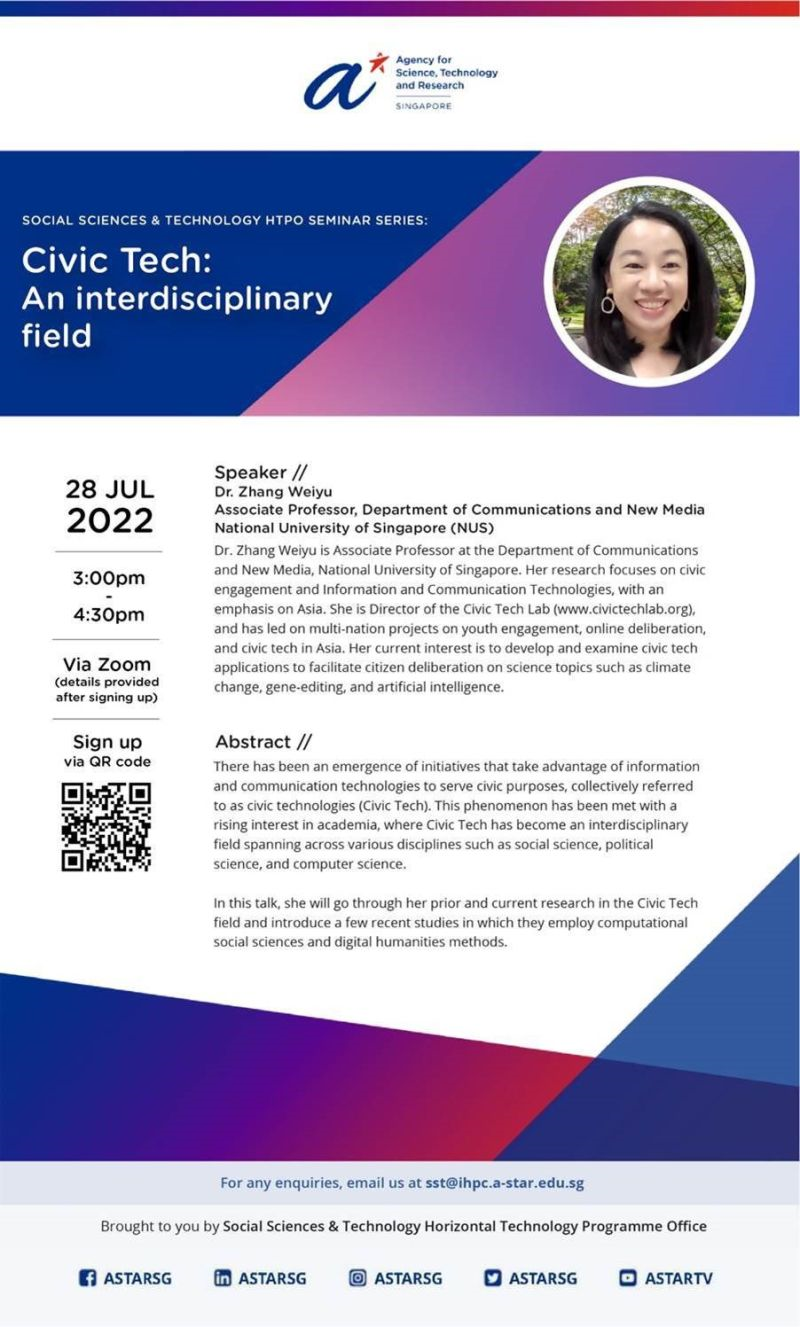 Agency for
Science, Technology
and Research
SINGAPORE
SOCIAL SCIENCES & TECHNOLOGY HTPO SEMINAR SERIES:
Civic Tech:
An interdisciplinary
field
28 JUL
2022
3:00pm
-
4:30pm
Via Zoom
(details provided
after signing up)
Sign up
via QR code
Speaker //
Dr. Zhang Weiyu
Associate Professor, Department of Communications and New Media
National University of Singapore (NUS)
Dr. Zhang Weiyu is Associate Professor at the Department of Communications
and New Media, National University of Singapore. Her research focuses on civic
engagement and Information and Communication Technologies, with an
emphasis on Asia. She is Director of the Civic Tech Lab (www.civictechlab.org),
and has led on multi-nation projects on youth engagement, online deliberation,
and civic tech in Asia. Her current interest is to develop and examine civic tech
applications to facilitate citizen deliberation on science topics such as climate
change, gene-editing, and artificial intelligence.
Abstract //
There has been an emergence of initiatives that take advantage of information
and communication technologies to serve civic purposes, collectively referred
to as civic technologies (Civic Tech). This phenomenon has been met with a
rising interest in academia, where Civic Tech has become an interdisciplinary
field spanning across various disciplines such as social science, political
science, and computer science.
In this talk, she will go through her prior and current research in the Civic Tech
field and introduce a few recent studies in which they employ computational
social sciences and digital humanities methods.
For any enquiries, email us at sst@ihpc.a-star.edu.sg
Brought to you by Social Sciences & Technology Horizontal Technology Programme Office
ASTARSG ASTARSG ASTARSG ASTARSG ASTARTV